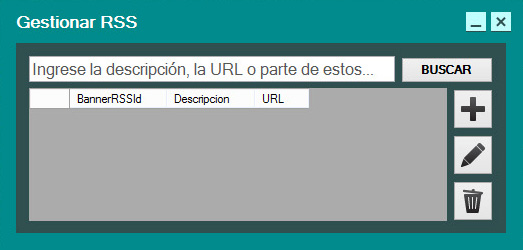 Gestionar RSS
Ingrese la descripción, la URL o parte de estos... BUSCAR
BannerRSSId Descripcion URL